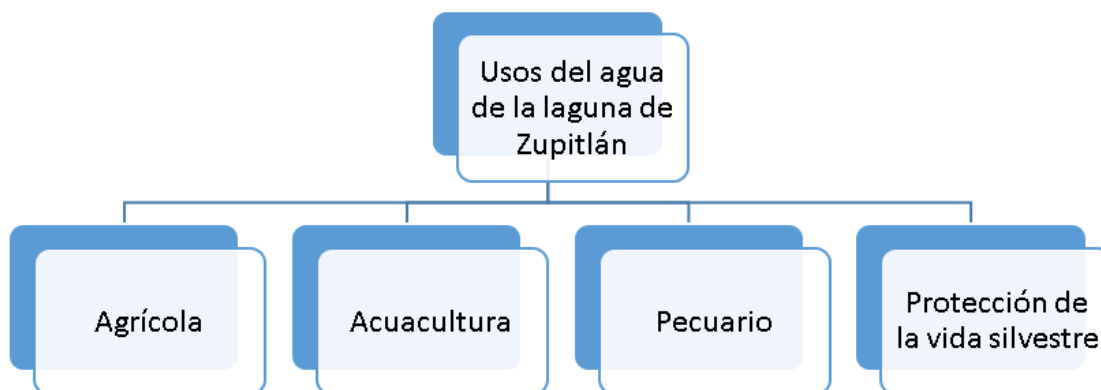 Usos del agua
de la laguna de
Zupitlán
Agrícola
Acuacultura
Pecuario
Protección de
la vida silvestre